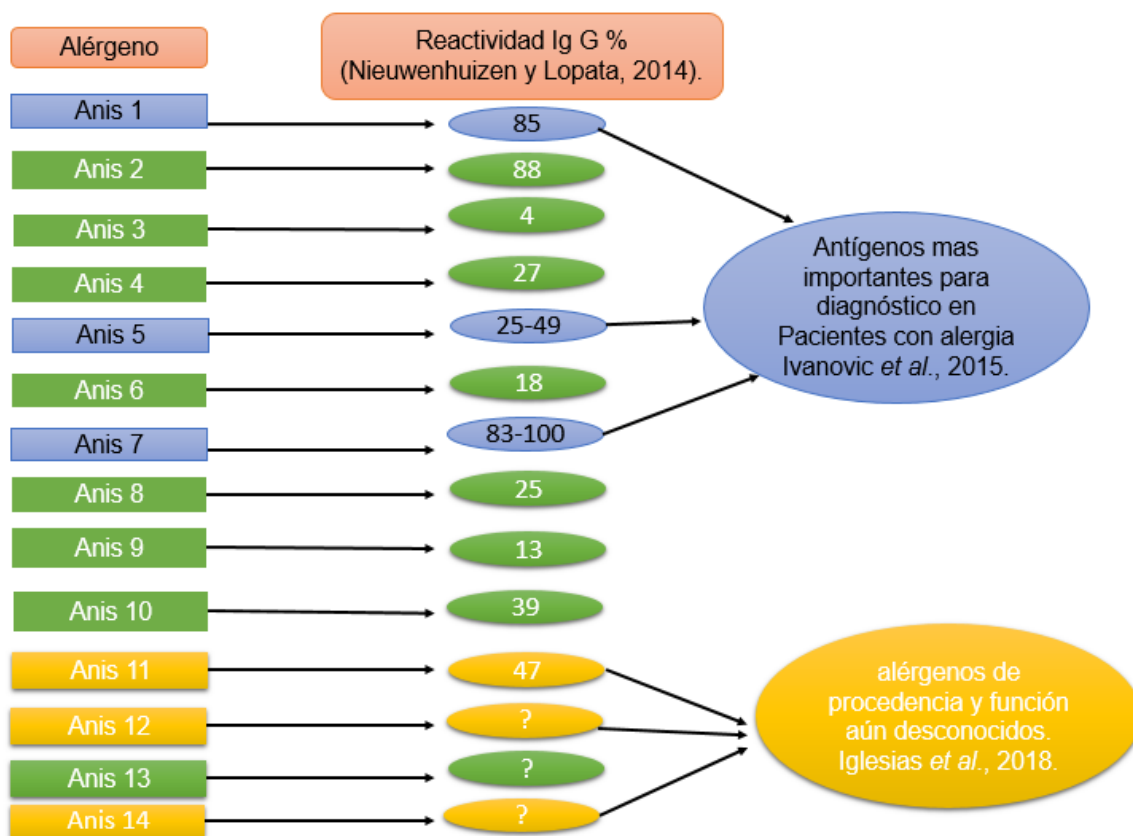 Alérgeno
Reactividad Ig G %
(Nieuwenhuizen y Lopata, 2014).
Anis 1
85
Anis 2
88
Anis 3
4
Anis 4
27
Anis 5
25-49
Anis 6
18
Anis 7
83-100
Anis 8
25
Anis 9
13
Anis 10
39
Anis 11
47
Anis 12
?
Anis 13
?
Anis 14
?
Antígenos mas
importantes para
diagnóstico en
Pacientes con alergia
Ivanovic et al., 2015.
alérgenos de
procedencia y función
aún desconocidos.
Iglesias et al., 2018.